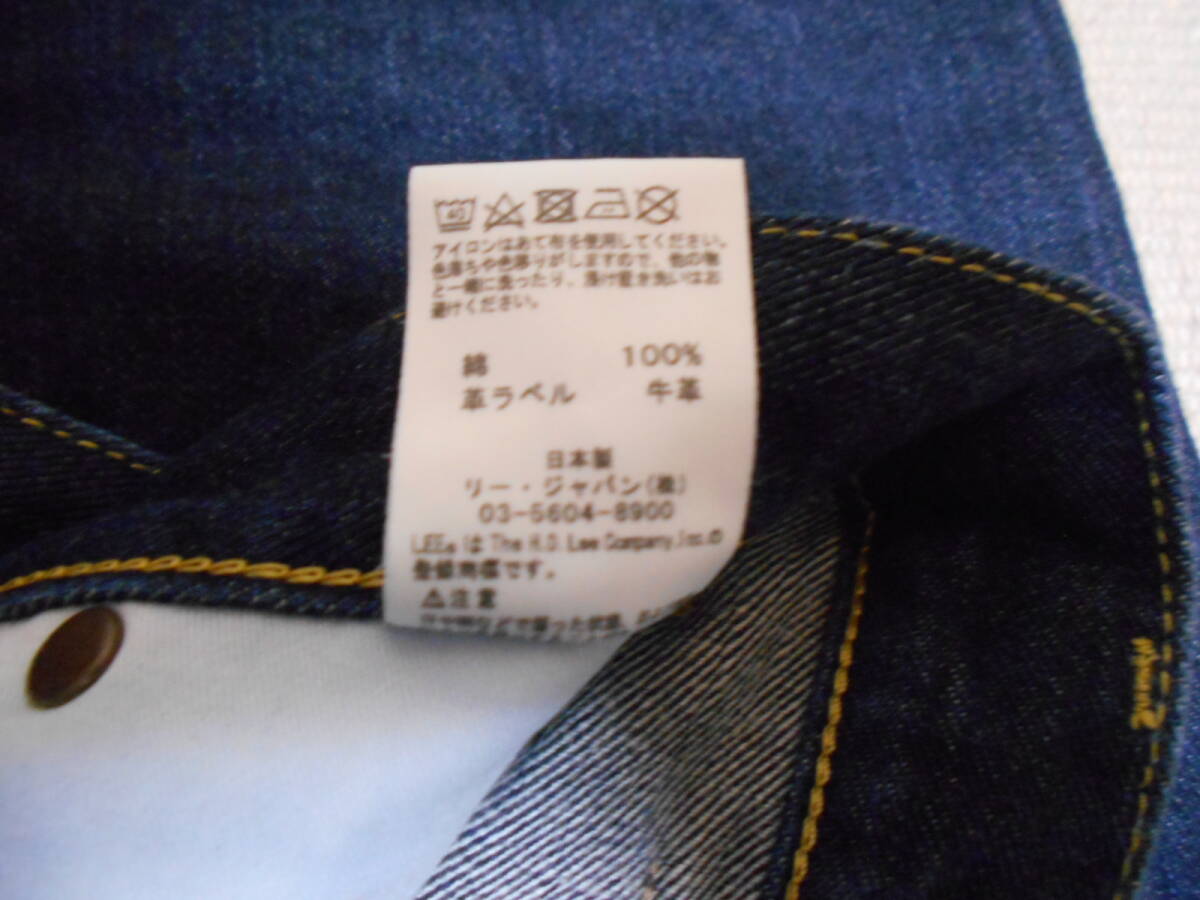 40
アイロンはあて布を使用してください。
色落ちや色移りがしますので、他の物
と一緒に洗ったり、漬け置き洗いはお
避けください。
綿 100%
革ラベル 牛革
日本製
リー・ジャパン(株)
03-5604-8900
LEE® は The H.D. Lee Company, Inc.の
登録商標です。
⚠注意